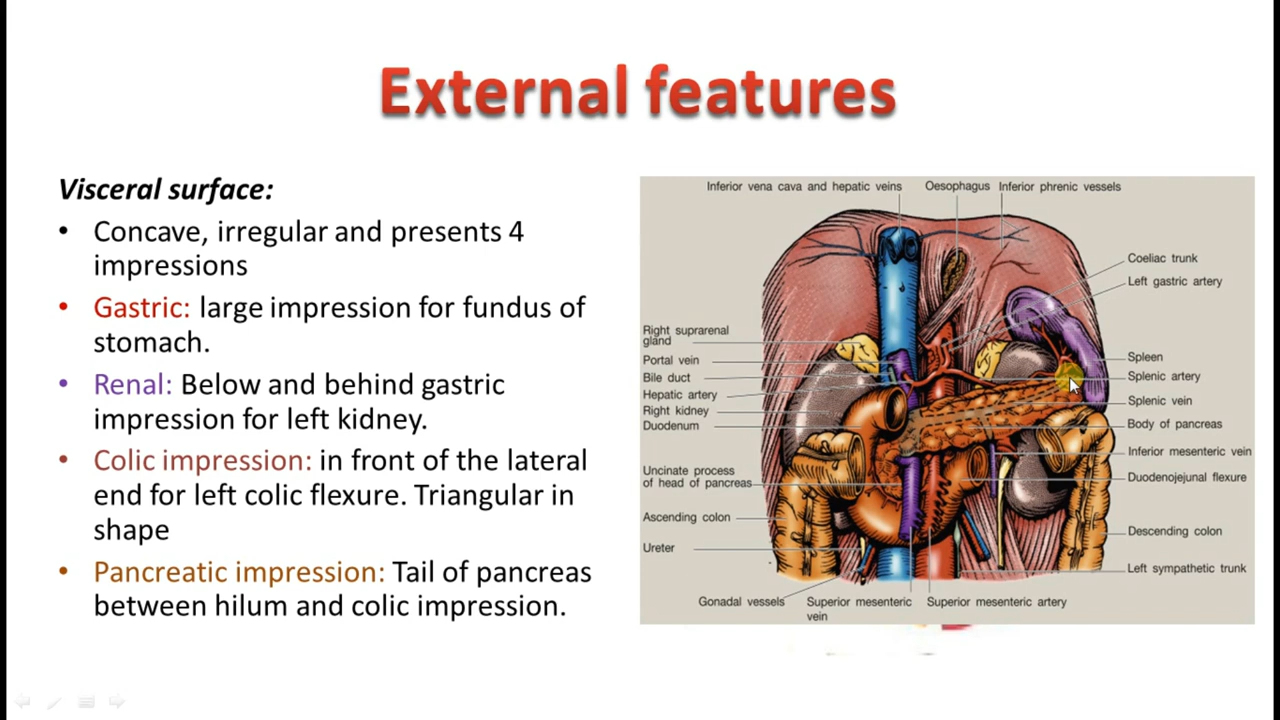 External features
Visceral surface:
• Concave, irregular and presents 4
impressions
• Gastric: large impression for fundus of
stomach.
• Renal: Below and behind gastric
impression for left kidney.
• Colic impression: in front of the lateral
end for left colic flexure. Triangular in
shape
• Pancreatic impression: Tail of pancreas
between hilum and colic impression.
Inferior vena cava and hepatic veins
Oesophagus
Inferior phrenic vessels
Coeliac trunk
Left gastric artery
Right suprarenal
gland
Portal vein
Bile duct
Hepatic artery
Right kidney
Duodenum
Uncinate process
of head of pancreas
Ascending colon
Ureter
Spleen
Splenic artery
Splenic vein
Body of pancreas
Inferior mesenteric vein
Duodenojejunal flexure
Descending colon
Left sympathetic trunk
Gonadal vessels
Superior mesenteric
vein
Superior mesenteric artery